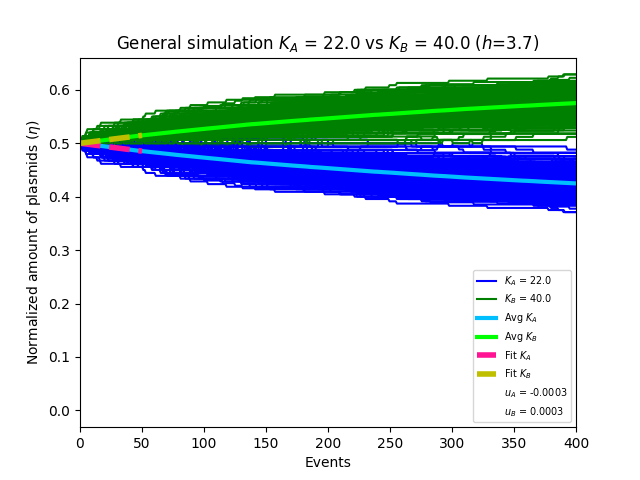 General simulation K_A = 22.0 vs K_B = 40.0 (h=3.7)
Normalized amount of plasmids (η)
0.6
0.5
0.4
0.3
0.2
0.1
0.0
K_A = 22.0
K_B = 40.0
Avg K_A
Avg K_B
Fit K_A
Fit K_B
u_A = -0.0003
u_B = 0.0003
0 50 100 150 200 250 300 350 400
Events